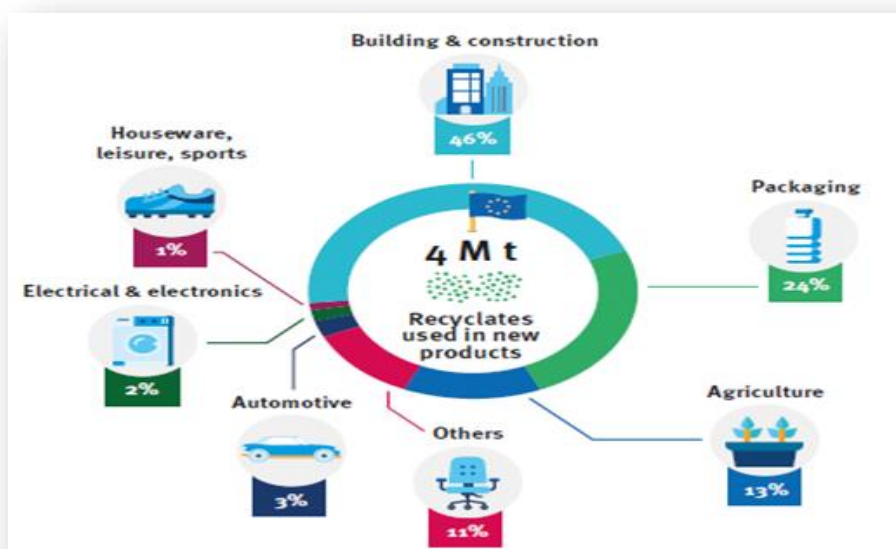 Building & construction
46%
Houseware,
leisure, sports
1%
Packaging
24%
4 Mt
Recyclates
used in new
products
Electrical & electronics
2%
Automotive
3%
Others
11%
Agriculture
13%